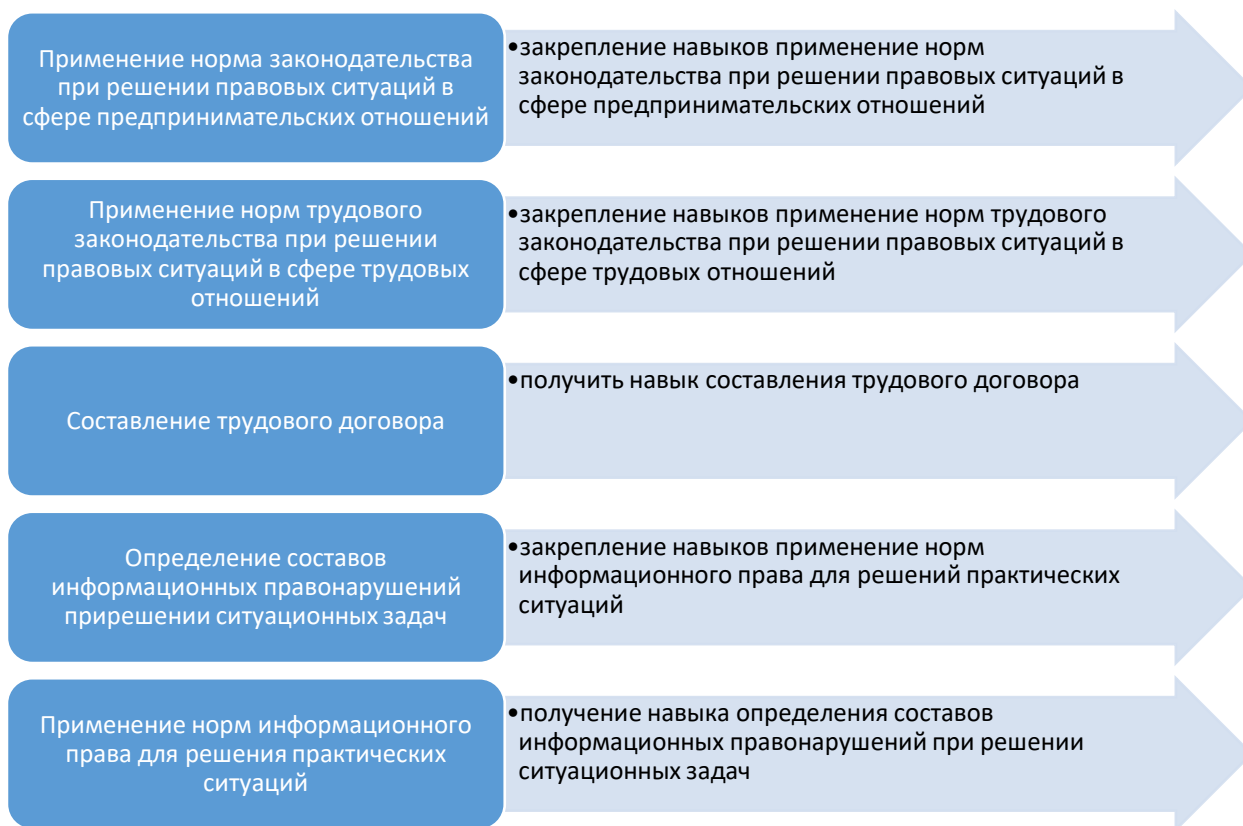 Применение норма законодательства
при решении правовых ситуаций в
сфере предпринимательских отношений
•закрепление навыков применение норм
законодательства при решении правовых ситуаций в
сфере предпринимательских отношений
Применение норм трудового
законодательства при решении
правовых ситуаций в сфере трудовых
отношений
•закрепление навыков применение норм трудового
законодательства при решении правовых ситуаций в
сфере трудовых отношений
Составление трудового договора
•получить навык составления трудового договора
Определение составов
информационных правонарушений
прирешении ситуационных задач
•закрепление навыков применение норм
информационного права для решений практических
ситуаций
Применение норм информационного
права для решения практических
ситуаций
•получение навыка определения составов
информационных правонарушений при решении
ситуационных задач